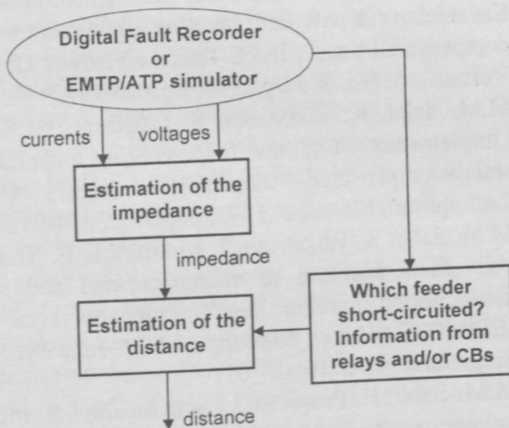 Digital Fault Recorder
or
EMTP/ATP simulator
currents
voltages
Estimation of the
impedance
impedance
Which feeder
short-circuited?
Information from
relays and/or CBs
Estimation of the
distance
distance